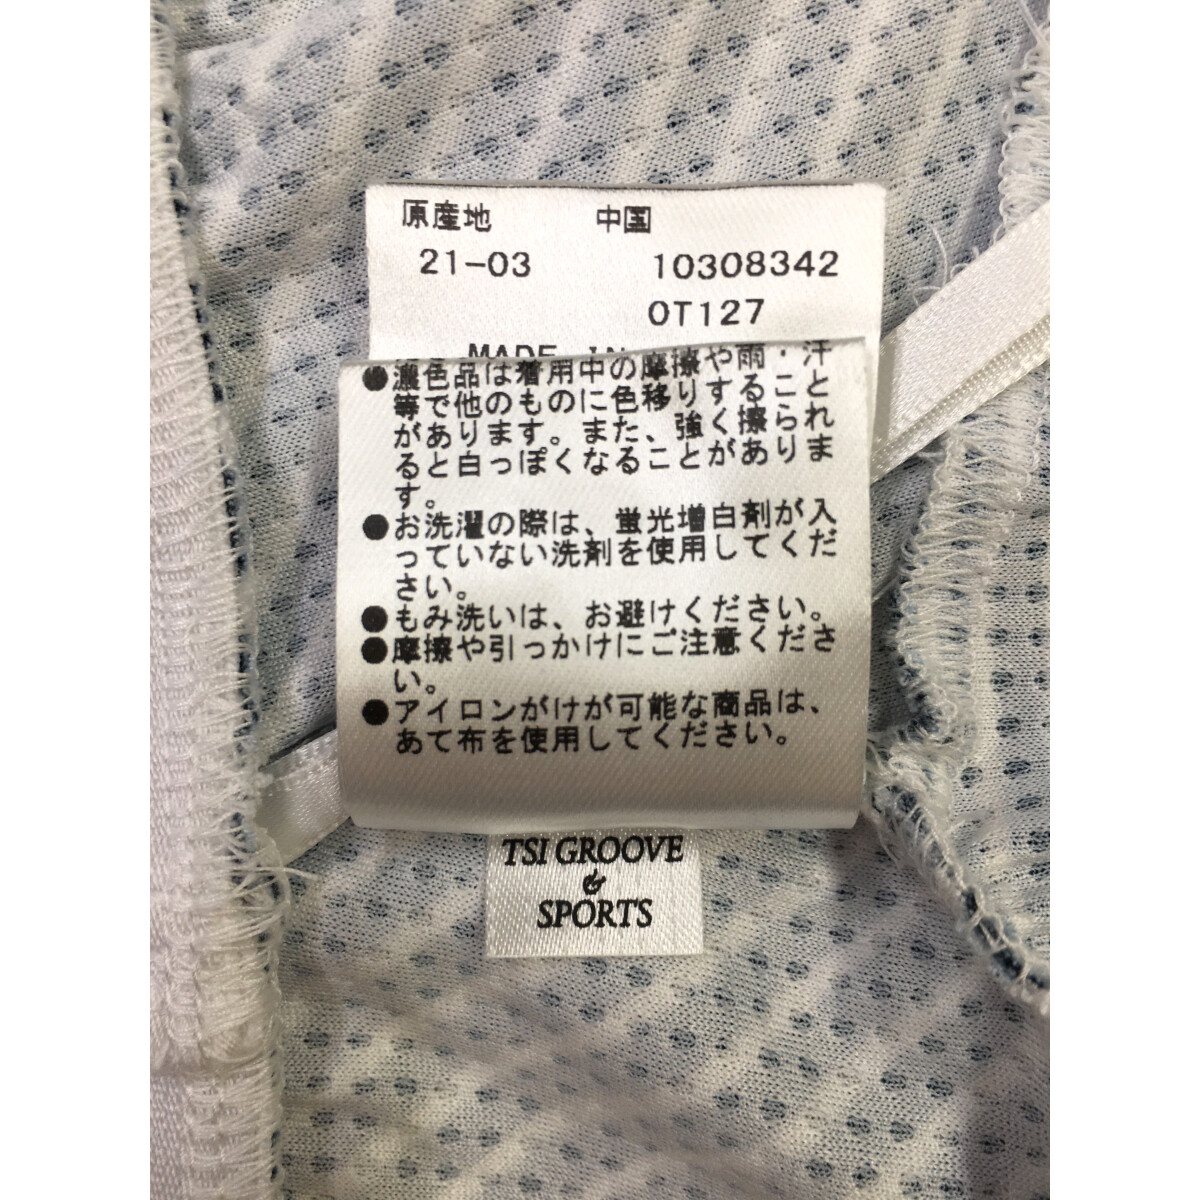 原産地 中国
21-03 10308342
0T127
MADE IN
●濃色品は着用中の摩擦や雨・汗
等で他のものに色移りすること
があります。また、強く擦られ
ると白っぽくなることがありま
す。
●お洗濯の際は、蛍光増白剤が入
っていない洗剤を使用してくだ
さい。
●もみ洗いは、お避けください。
●摩擦や引っかけにご注意くださ
い。
●アイロンがけが可能な商品は、
あて布を使用してください。
TSI GROOVE
&
SPORTS